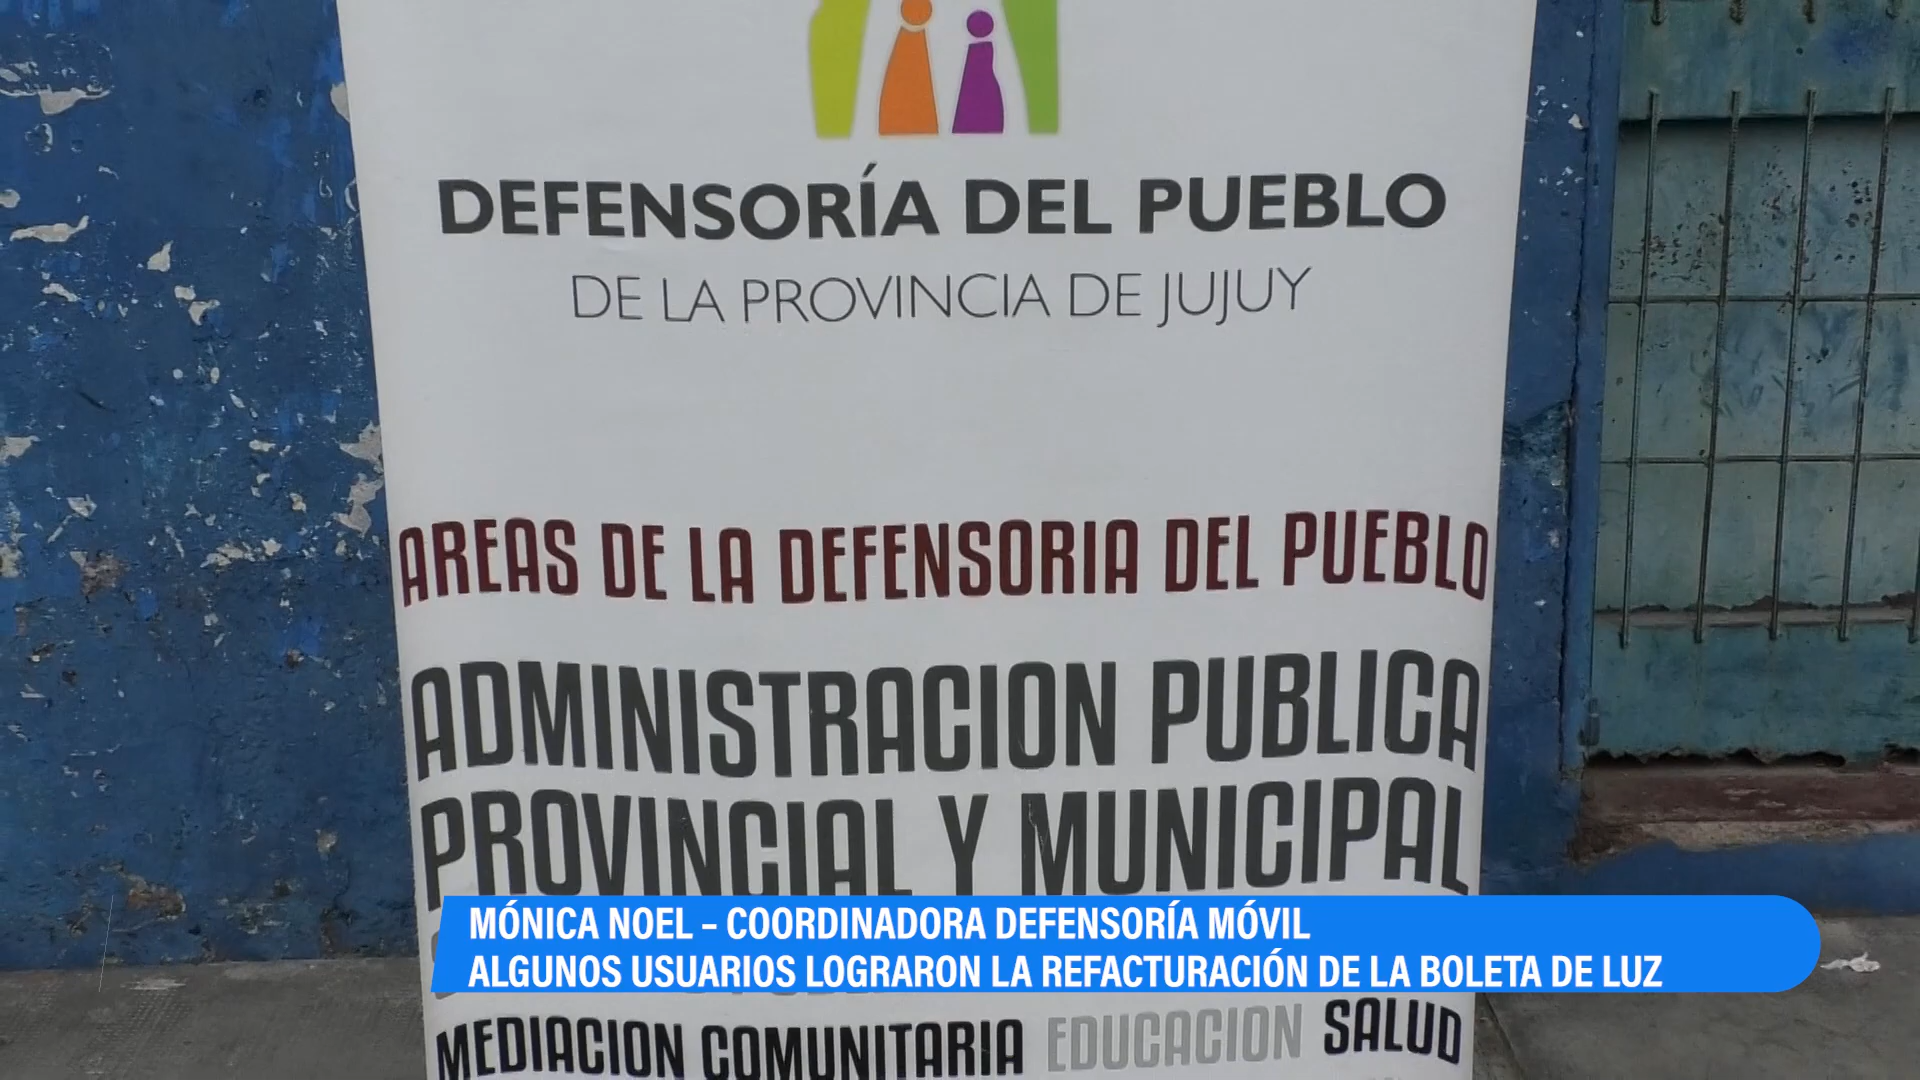 DEFENSORÍA DEL PUEBLO
DE LA PROVINCIA DE JUJUY
AREAS DE LA DEFENSORIA DEL PUEBLO
ADMINISTRACION PUBLICA
PROVINCIAL Y MUNICIPAL
MÓNICA NOEL - COORDINADORA DEFENSORÍA MÓVIL
ALGUNOS USUARIOS LOGRARON LA REFACTURACIÓN DE LA BOLETA DE LUZ
MEDIACION COMUNITARIA EDUCACION SALUD